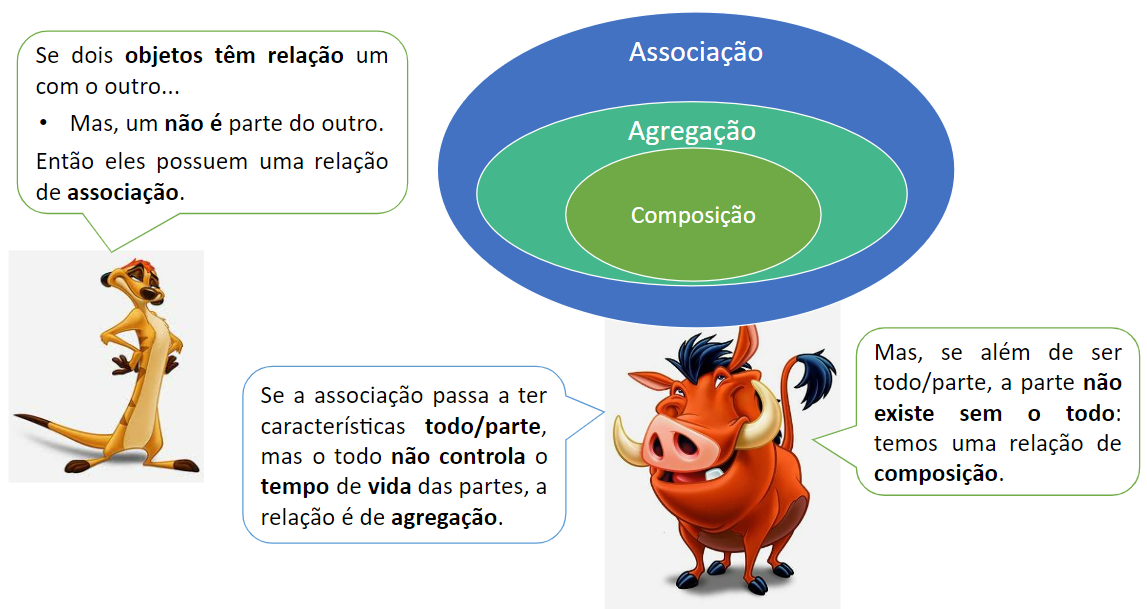 Se dois objetos têm relação um
com o outro...
• Mas, um não é parte do outro.
Então eles possuem uma relação
de associação.
Associação
Agregação
Composição
Se a associação passa a ter
características todo/parte,
mas o todo não controla o
tempo de vida das partes, a
relação é de agregação.
Mas, se além de ser
todo/parte, a parte não
existe sem o todo:
temos uma relação de
composição.